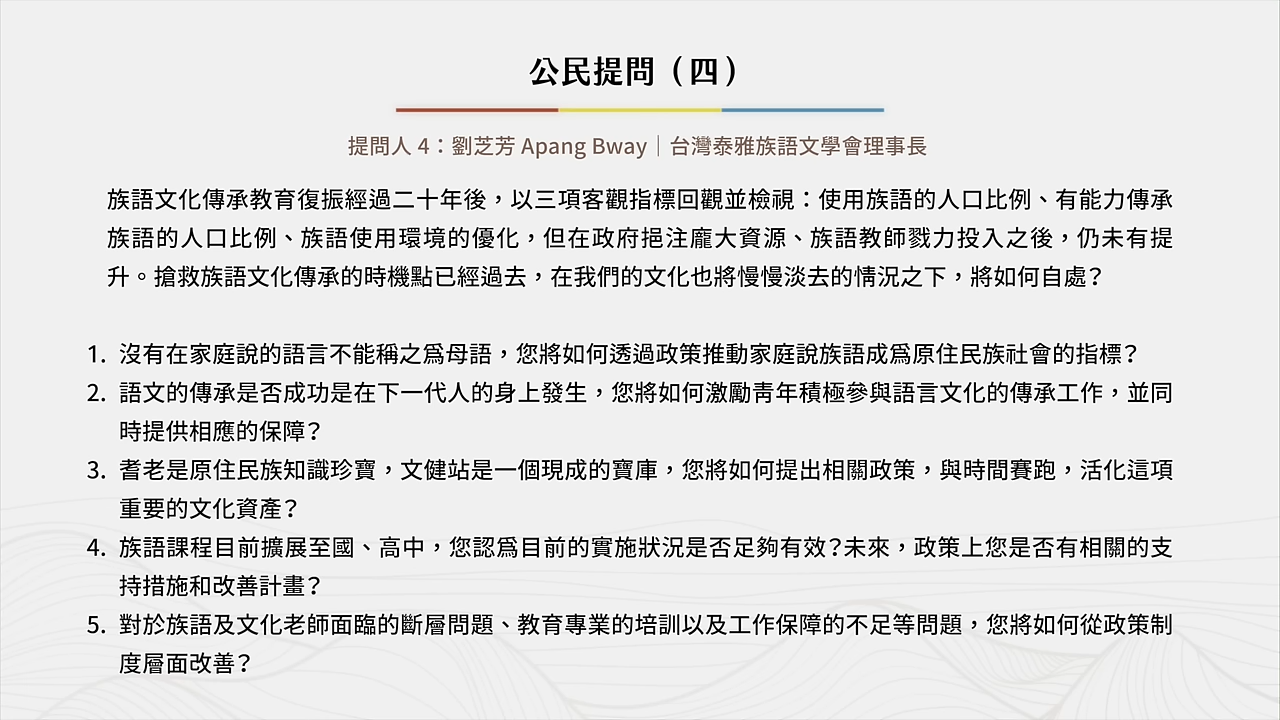 公民提問（四）
提問人 4：劉芝芳 Apang Bway｜台灣泰雅族語文學會理事長
族語文化傳承教育復振經過二十年後，以三項客觀指標回觀並檢視：使用族語的人口比例、有能力傳承
族語的人口比例、族語使用環境的優化，但在政府挹注龐大資源、族語教師戮力投入之後，仍未有提
升。搶救族語文化傳承的時機點已經過去，在我們的文化也將慢慢淡去的情況之下，將如何自處？
1. 沒有在家庭說的語言不能稱之為母語，您將如何透過政策推動家庭說族語成為原住民族社會的指標？
2. 語文的傳承是否成功是在下一代人的身上發生，您將如何激勵青年積極參與語言文化的傳承工作，並同
時提供相應的保障？
3. 耆老是原住民族知識珍寶，文健站是一個現成的寶庫，您將如何提出相關政策，與時間賽跑，活化這項
重要的文化資產？
4. 族語課程目前擴展至國、高中，您認為目前的實施狀況是否足夠有效？未來，政策上您是否有相關的支
持措施和改善計畫？
5. 對於族語及文化老師面臨的斷層問題、教育專業的培訓以及工作保障的不足等問題，您將如何從政策制
度層面改善？